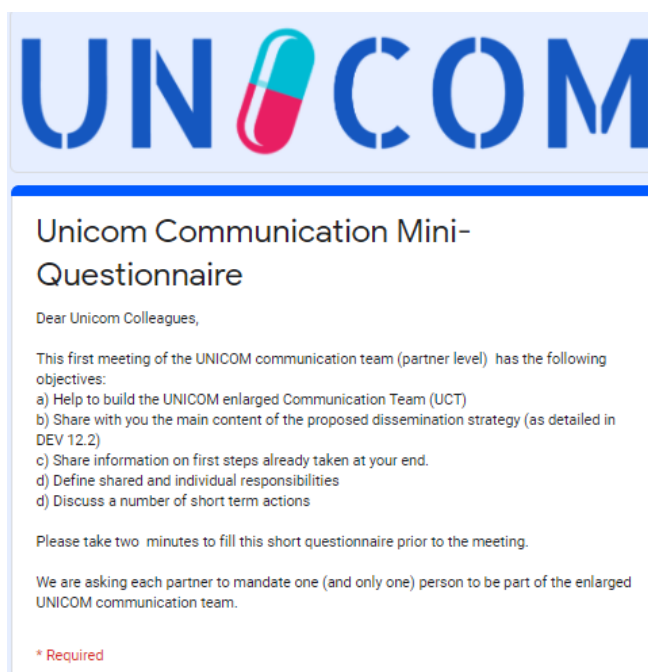 UNICOM
Unicom Communication Mini-
Questionnaire
Dear Unicom Colleagues,
This first meeting of the UNICOM communication team (partner level)  has the following
objectives:
a) Help to build the UNICOM enlarged Communication Team (UCT)
b) Share with you the main content of the proposed dissemination strategy (as detailed in
DEV 12.2)
c) Share information on first steps already taken at your end.
d) Define shared and individual responsibilities
d) Discuss a number of short term actions
Please take two  minutes to fill this short questionnaire prior to the meeting.
We are asking each partner to mandate one (and only one) person to be part of the enlarged
UNICOM communication team.
* Required